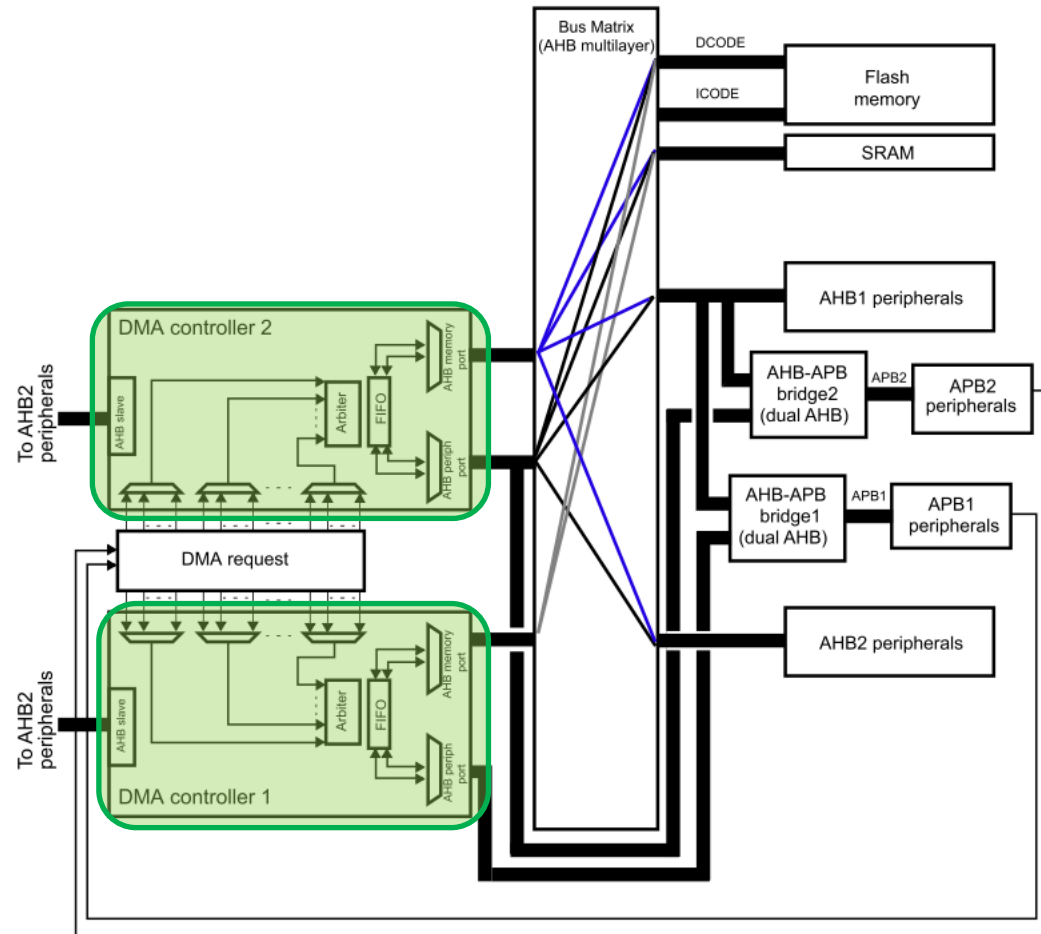 Bus Matrix
(AHB multilayer)
DCODE
Flash
memory
ICODE
SRAM
AHB1 peripherals
DMA controller 2
AHB memory
port
AHB-APB
bridge2
(dual AHB)
APB2
APB2
peripherals
To AHB2
peripherals
AHB slave
Arbiter
FIFO
AHB periph
port
AHB-APB
bridge1
(dual AHB)
APB1
APB1
peripherals
DMA request
AHB memory
port
AHB2 peripherals
To AHB2
peripherals
AHB slave
Arbiter
FIFO
AHB periph
port
DMA controller 1